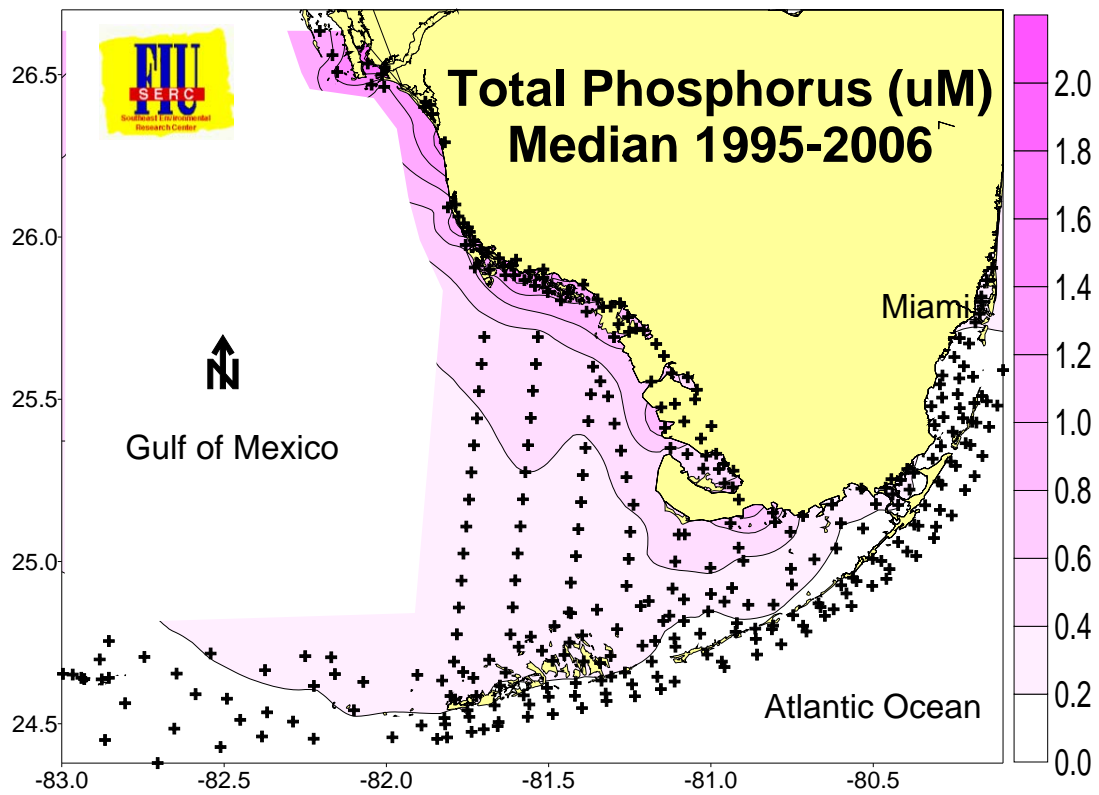 FIU
SERC
Southeast Environmental
Research Center
Total Phosphorus (uM)
Median 1995-2006
Miami
N
Gulf of Mexico
Atlantic Ocean
26.5
26.0
25.5
25.0
24.5
-83.0
-82.5
-82.0
-81.5
-81.0
-80.5
2.0
1.8
1.6
1.4
1.2
1.0
0.8
0.6
0.4
0.2
0.0